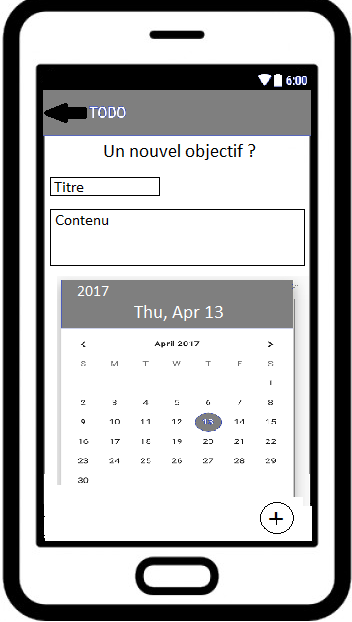 6:00
TODO
Un nouvel objectif ?
Titre
Contenu
2017
Thu, Apr 13
< April 2017 >
S M T W T F S
1
2 3 4 5 6 7 8
9 10 11 12 13 14 15
16 17 18 19 20 21 22
23 24 25 26 27 28 29
30
+